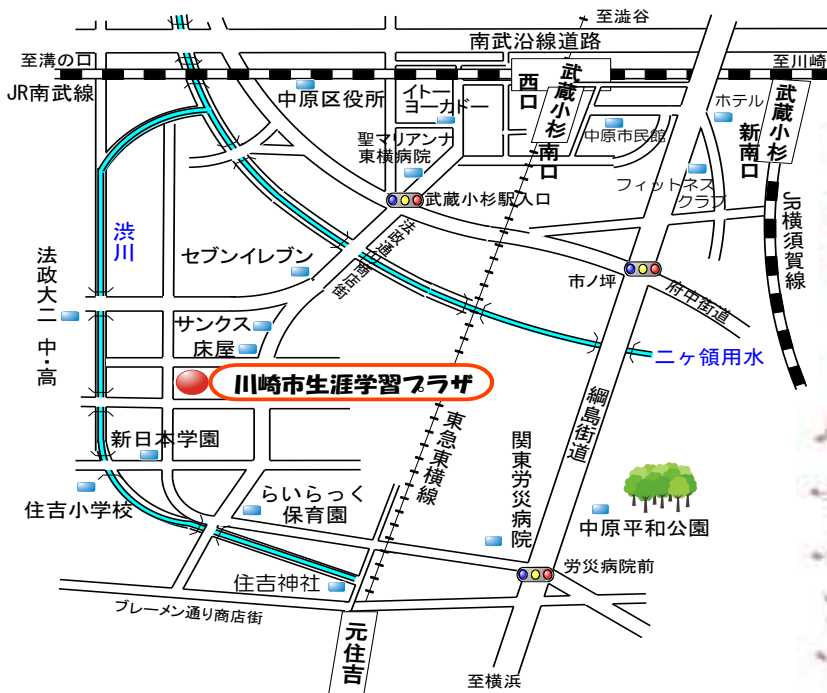 至渋谷
南武沿線道路
至溝の口
至川崎
JR南武線
中原区役所
イトー
ヨーカドー
西口
武蔵小杉
南口
中原市民館
ホテル
新南口
武蔵小杉
聖マリアンナ
東横病院
フィットネス
クラブ
武蔵小杉駅入口
JR横須賀線
渋川
法政通り商店街
セブンイレブン
市ノ坪
府中街道
法政大二 中・高
サンクス
床屋
二ヶ領用水
川崎市生涯学習プラザ
綱島街道
東急東横線
新日本学園
関東労災病院
住吉小学校
らいらっく
保育園
中原平和公園
労災病院前
住吉神社
ブレーメン通り商店街
元住吉
至横浜